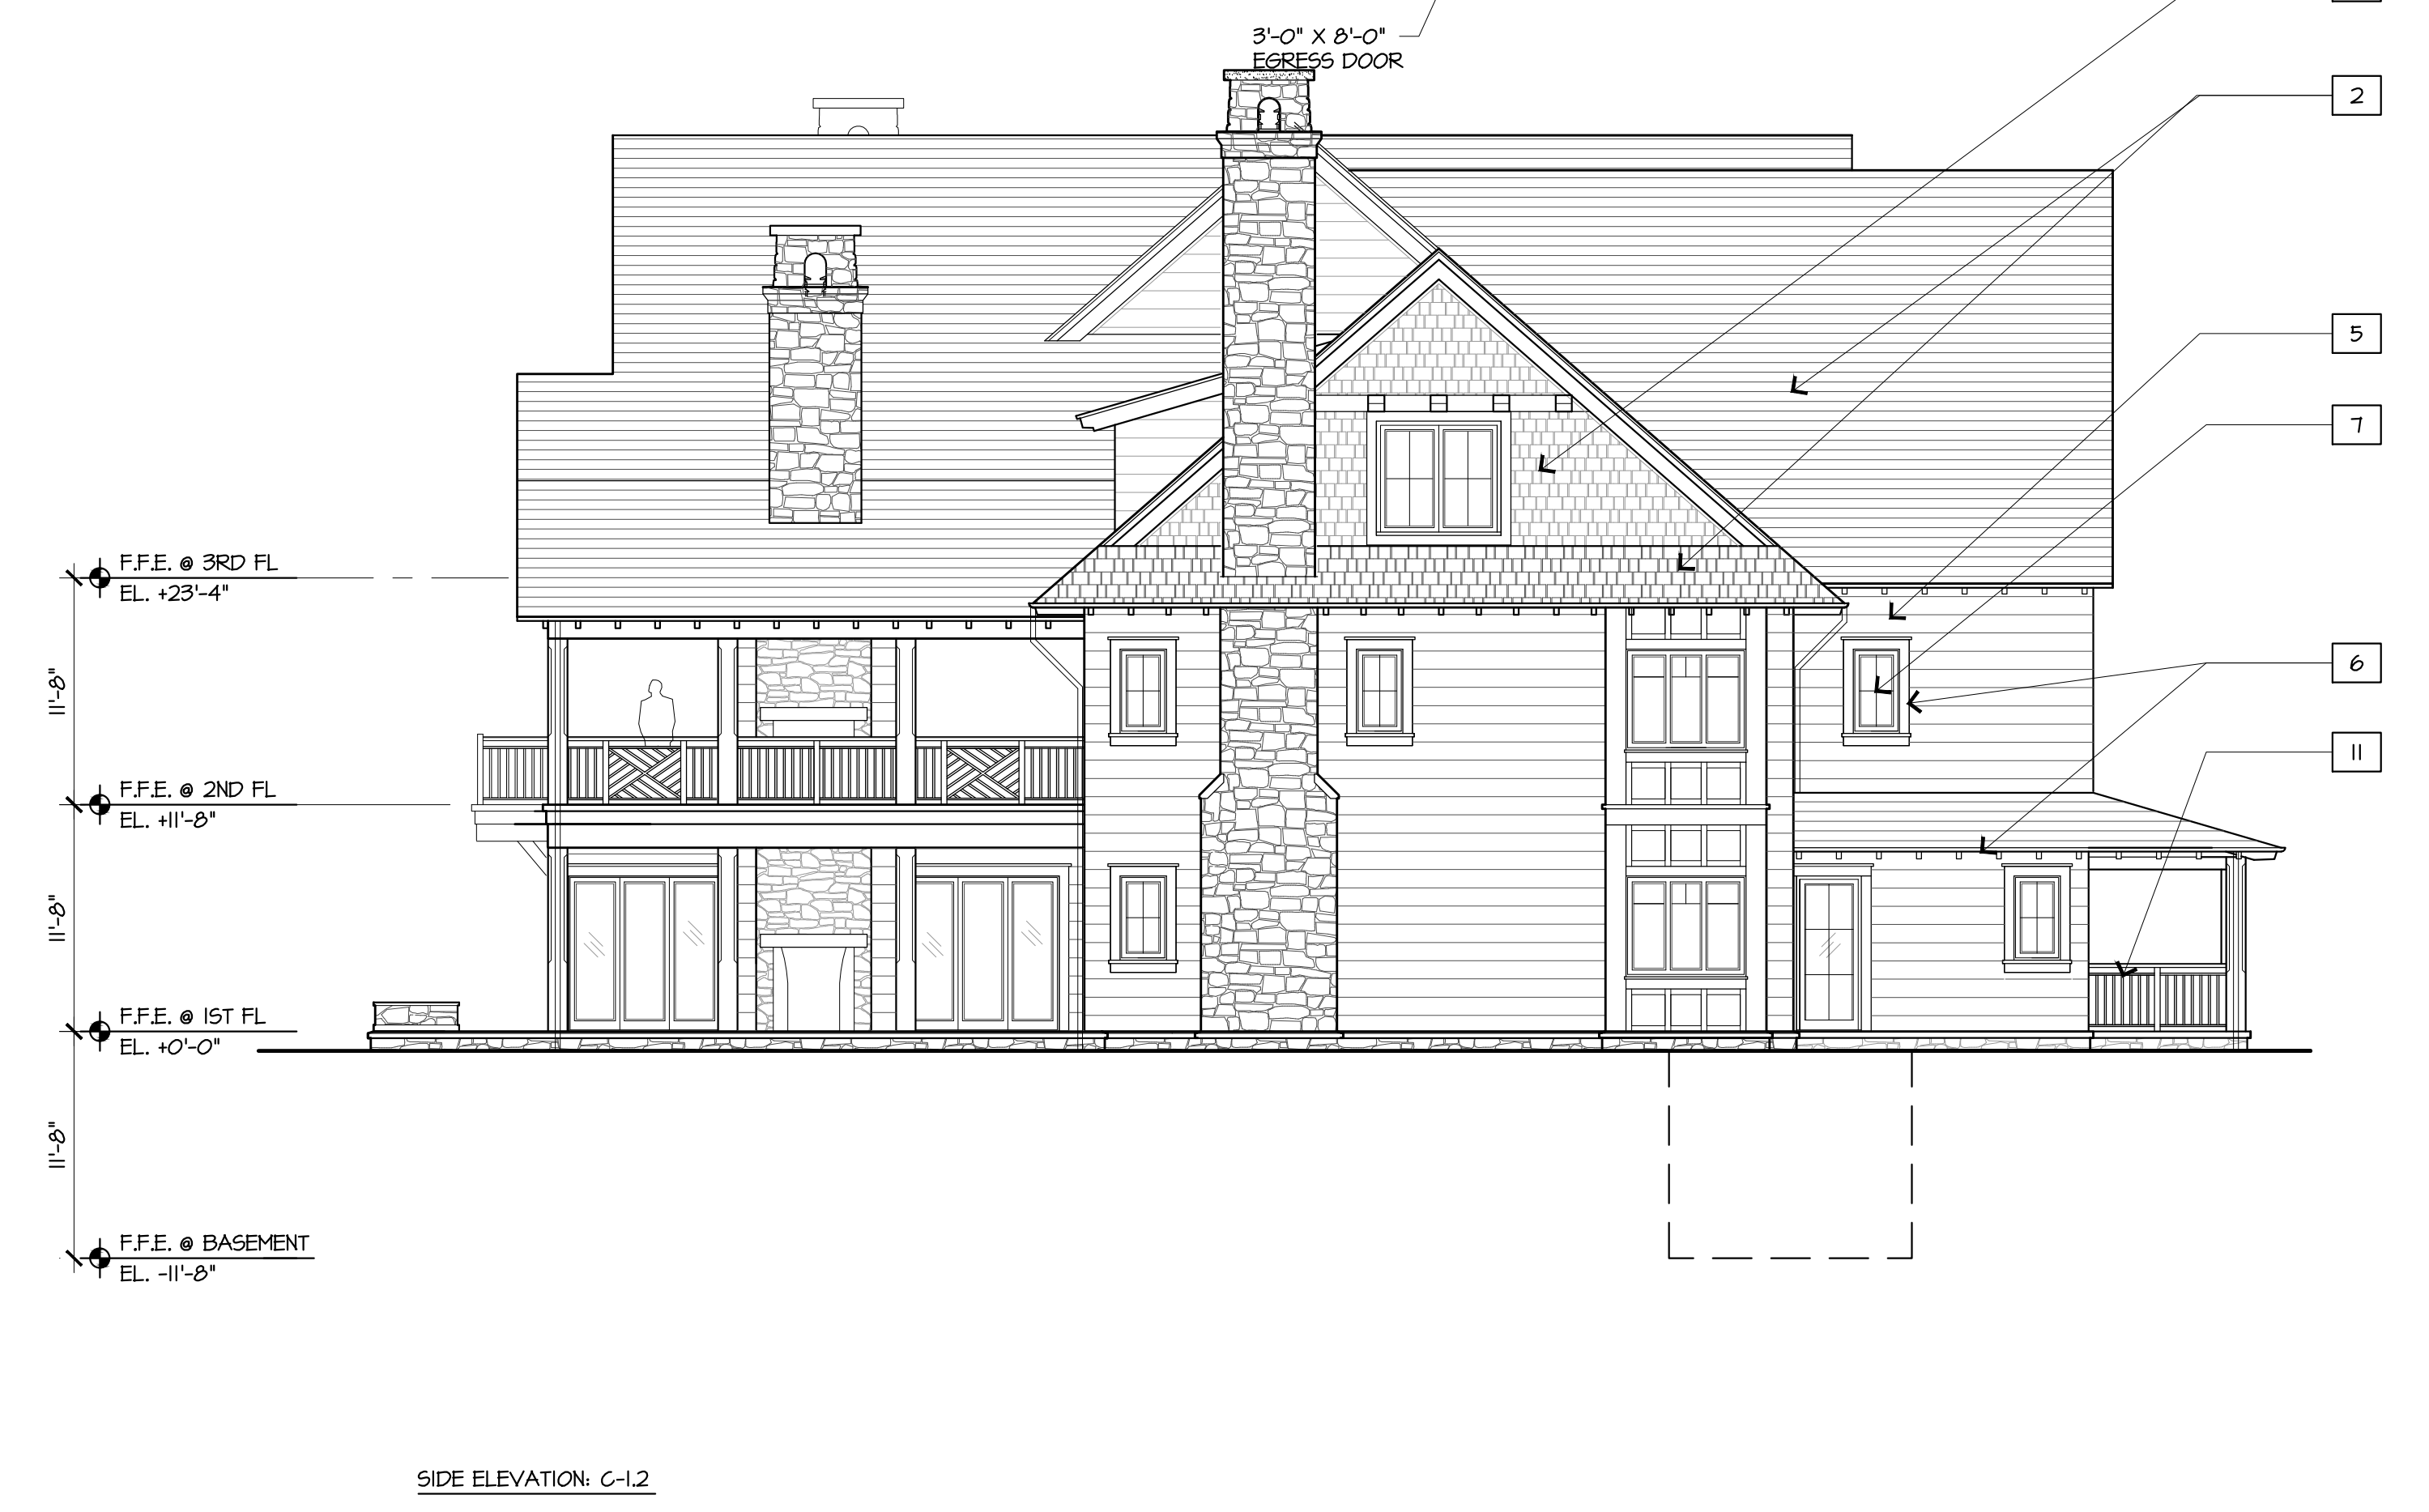 3'-0" X 8'-0"
EGRESS DOOR
2
5
7
6
11
F.F.E. @ 3RD FL
EL. +23'-4"
11'-8"
F.F.E. @ 2ND FL
EL. +11'-8"
11'-8"
F.F.E. @ 1ST FL
EL. +0'-0"
11'-8"
F.F.E. @ BASEMENT
EL. -11'-8"
SIDE ELEVATION: C-1.2